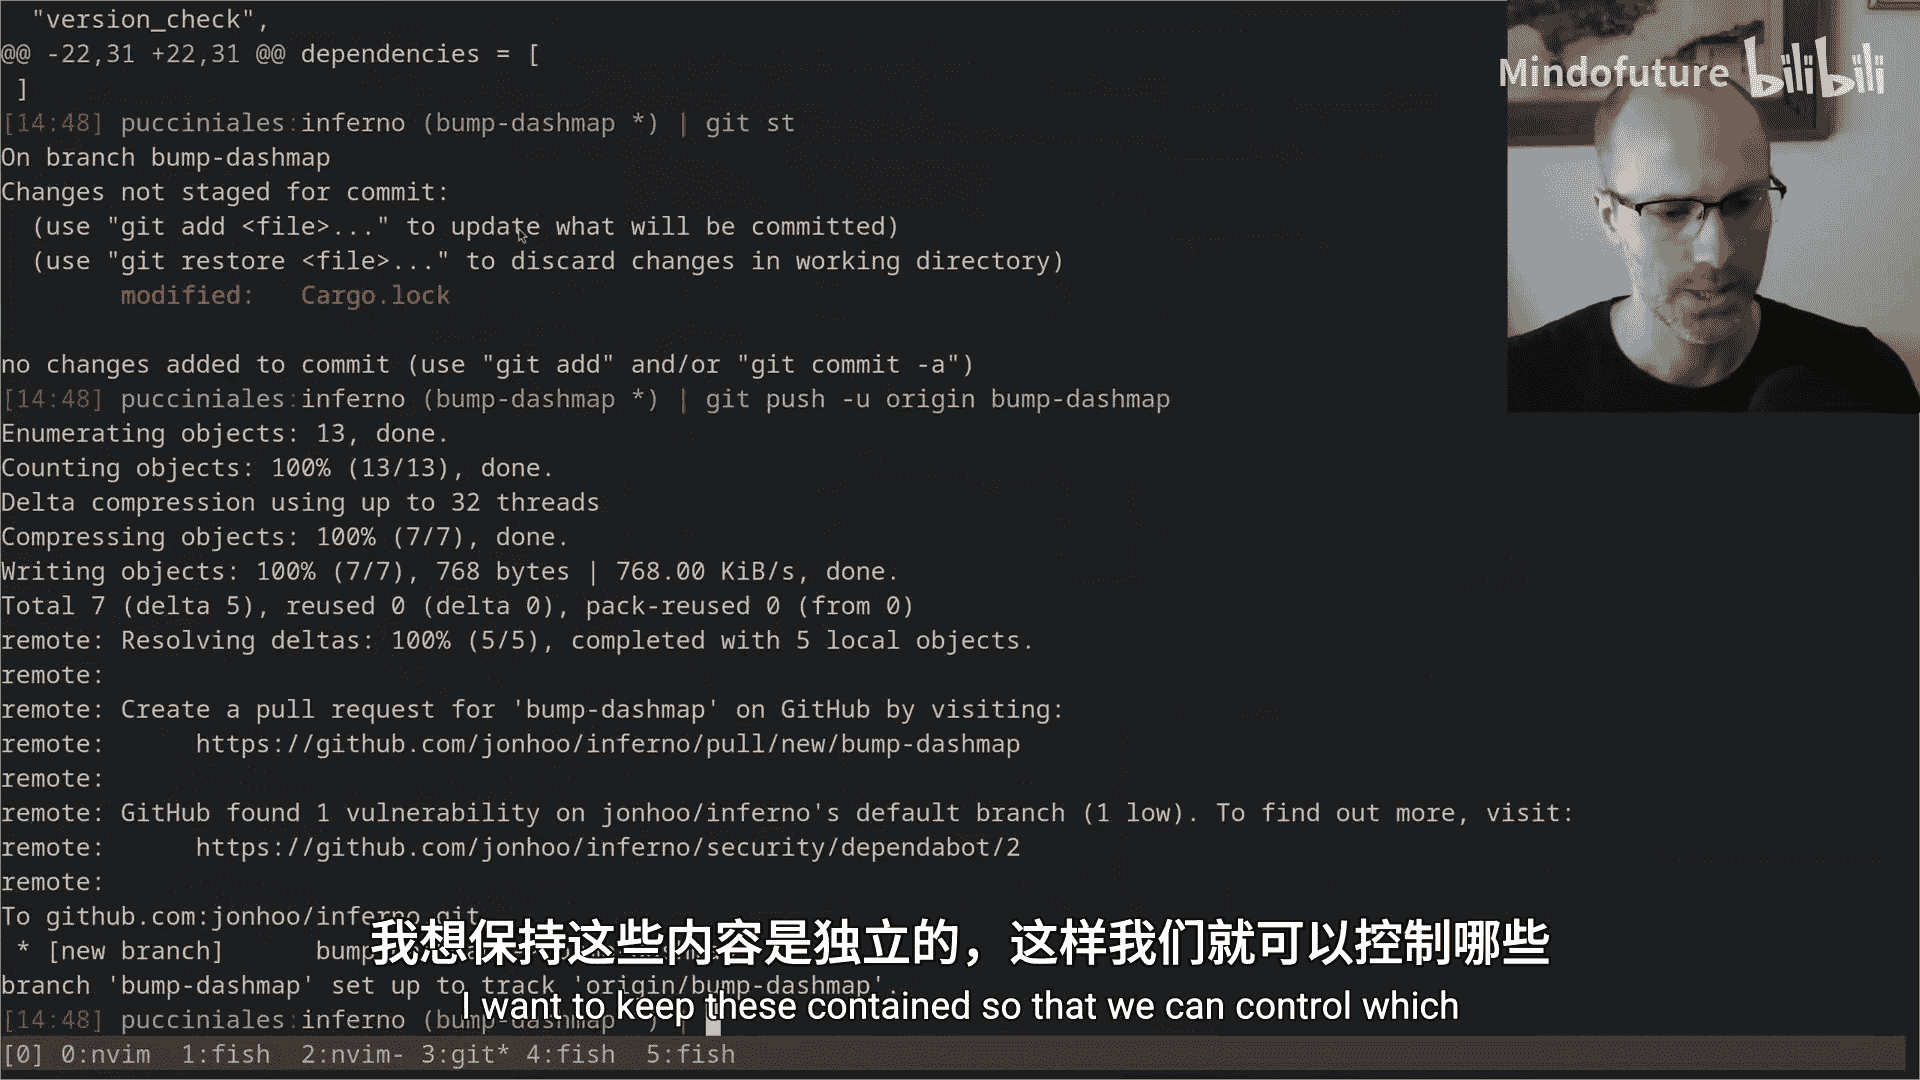 "version_check",
@@ -22,31 +22,31 @@ dependencies = [
]
Mindofuture bilibili
[14:48] pucciniales:inferno (bump-dashmap *) | git st
On branch bump-dashmap
Changes not staged for commit:
(use "git add <file>..." to update what will be committed)
(use "git restore <file>..." to discard changes in working directory)
modified: Cargo.lock
no changes added to commit (use "git add" and/or "git commit -a")
[14:48] pucciniales:inferno (bump-dashmap *) | git push -u origin bump-dashmap
Enumerating objects: 13, done.
Counting objects: 100% (13/13), done.
Delta compression using up to 32 threads
Compressing objects: 100% (7/7), done.
Writing objects: 100% (7/7), 768 bytes | 768.00 KiB/s, done.
Total 7 (delta 5), reused 0 (delta 0), pack-reused 0 (from 0)
remote: Resolving deltas: 100% (5/5), completed with 5 local objects.
remote:
remote: Create a pull request for 'bump-dashmap' on GitHub by visiting:
remote: https://github.com/jonhoo/inferno/pull/new/bump-dashmap
remote:
remote: GitHub found 1 vulnerability on jonhoo/inferno's default branch (1 low). To find out more, visit:
remote: https://github.com/jonhoo/inferno/security/dependabot/2
remote:
To github.com:jonhoo/inferno.git
* [new branch] bump
我想保持这些内容是独立的，这样我们就可以控制哪些
branch 'bump-dashmap' set up to track 'origin/bump-dashmap'.
I want to keep these contained so that we can control which
[14:48] pucciniales:inferno (bump-dashmap
[0] 0:nvim 1:fish 2:nvim- 3:git* 4:fish 5:fish